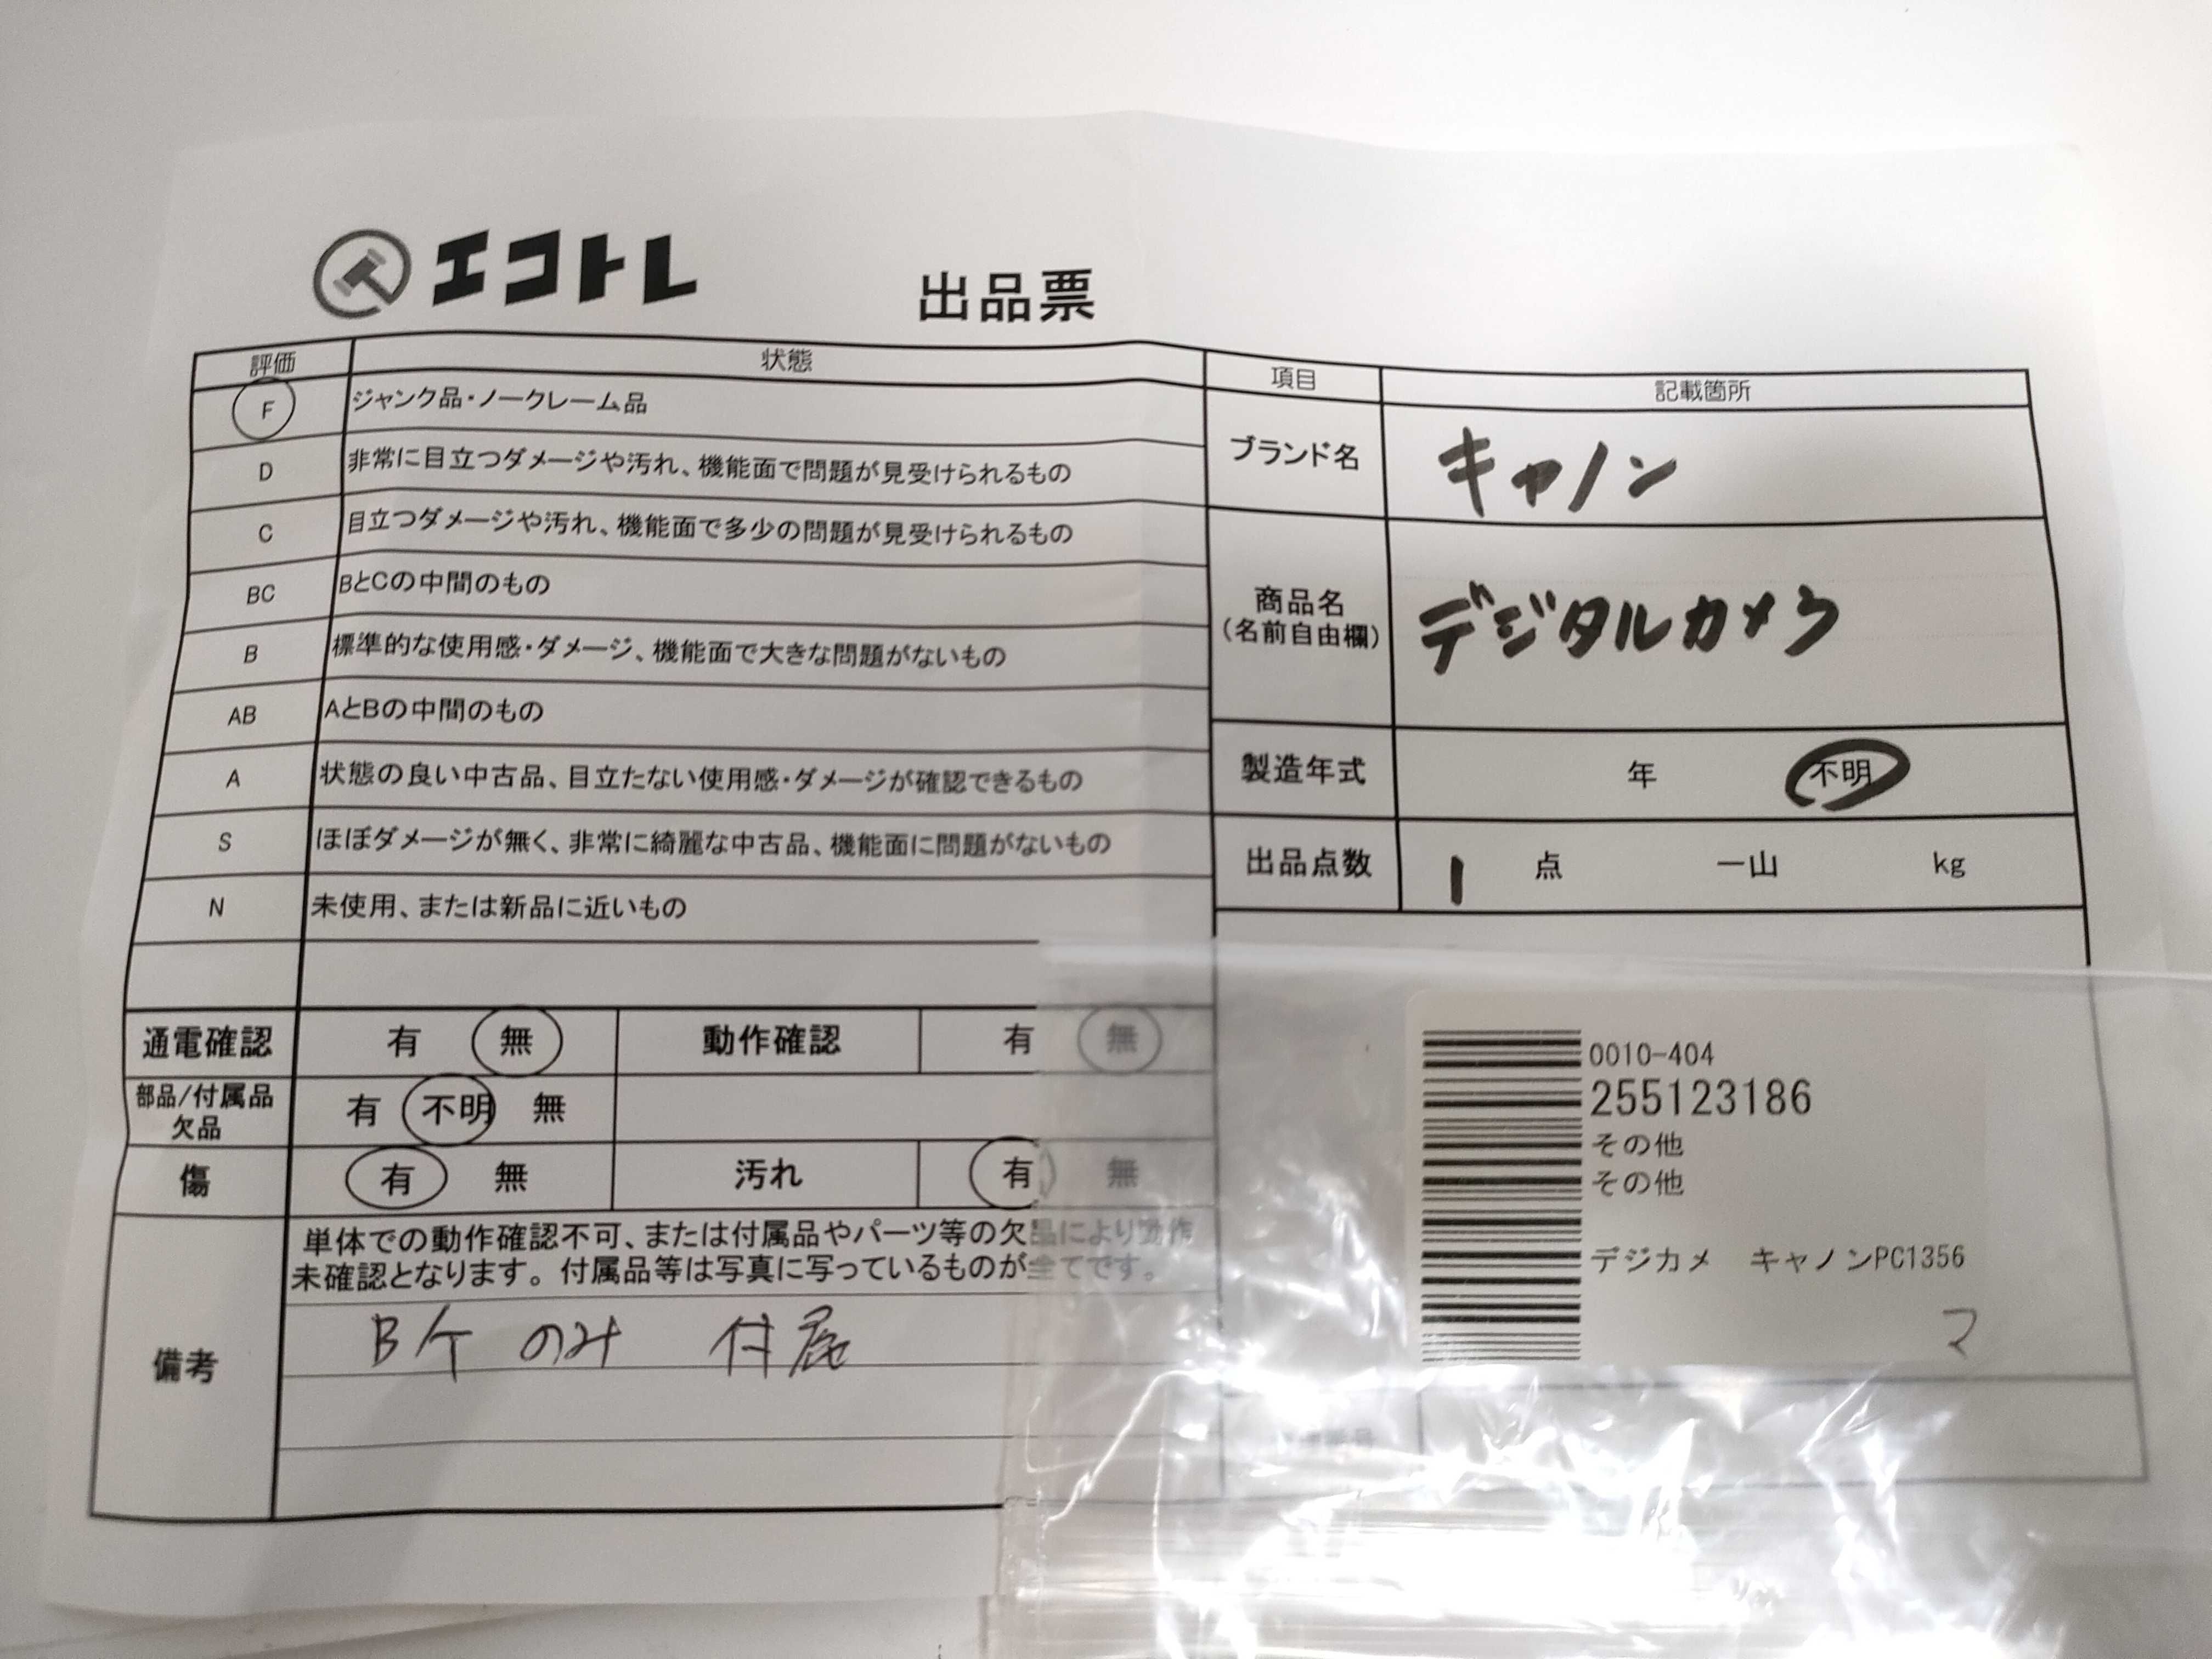 エコトレ
出品票
評価 状態
F ジャンク品・ノークレーム品
D 非常に目立つダメージや汚れ、機能面で問題が見受けられるもの
C 目立つダメージや汚れ、機能面で多少の問題が見受けられるもの
BC BとCの中間のもの
B 標準的な使用感・ダメージ、機能面で大きな問題がないもの
AB AとBの中間のもの
A 状態の良い中古品、目立たない使用感・ダメージが確認できるもの
S ほぼダメージが無く、非常に綺麗な中古品、機能面に問題がないもの
N 未使用、または新品に近いもの
通電確認 有 無 動作確認 有 無
部品/付属品
欠品
有 不明 無
傷 有 無 汚れ 有 無
備考
単体での動作確認不可、または付属品やパーツ等の欠品により動作
未確認となります。付属品等は写真に写っているものが全てです。
Bケ のみ 付属
項目 記載箇所
ブランド名 キャノン
商品名
(名前自由欄)
デジタルカメラ
製造年式 年 不明
出品点数 1 点 一山 kg
0010-404
255123186
その他
その他
デジカメ キャノンPC1356
マ